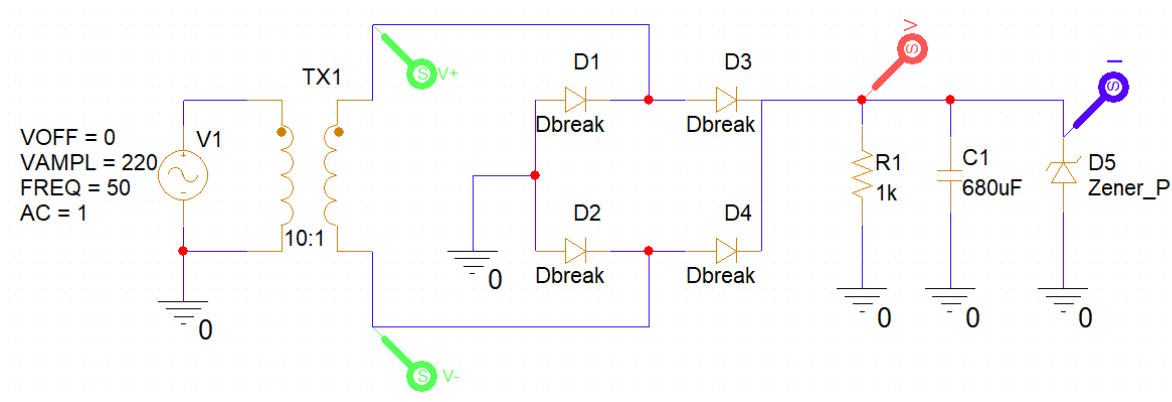 V
I
V+
TX1
D1
D3
Dbreak
Dbreak
VOFF = 0
VAMPL = 220
FREQ = 50
AC = 1
V1
R1
1k
C1
680uF
D5
Zener_P
D2
D4
10:1
Dbreak
Dbreak
0
0
0
0
0
V-